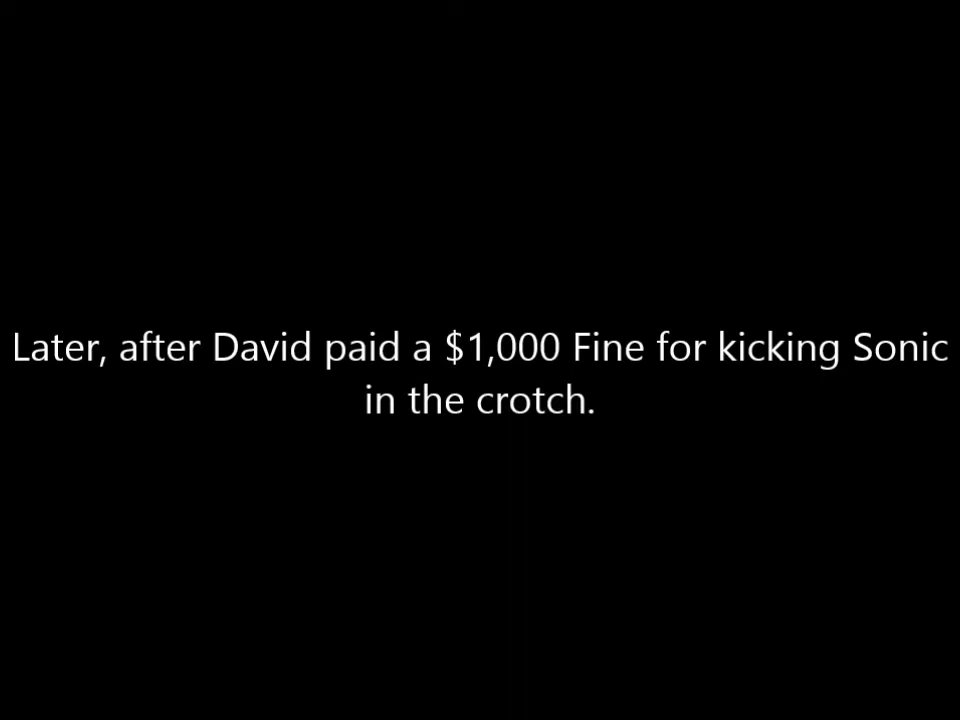 Later, after David paid a $1,000 Fine for kicking Sonic
in the crotch.